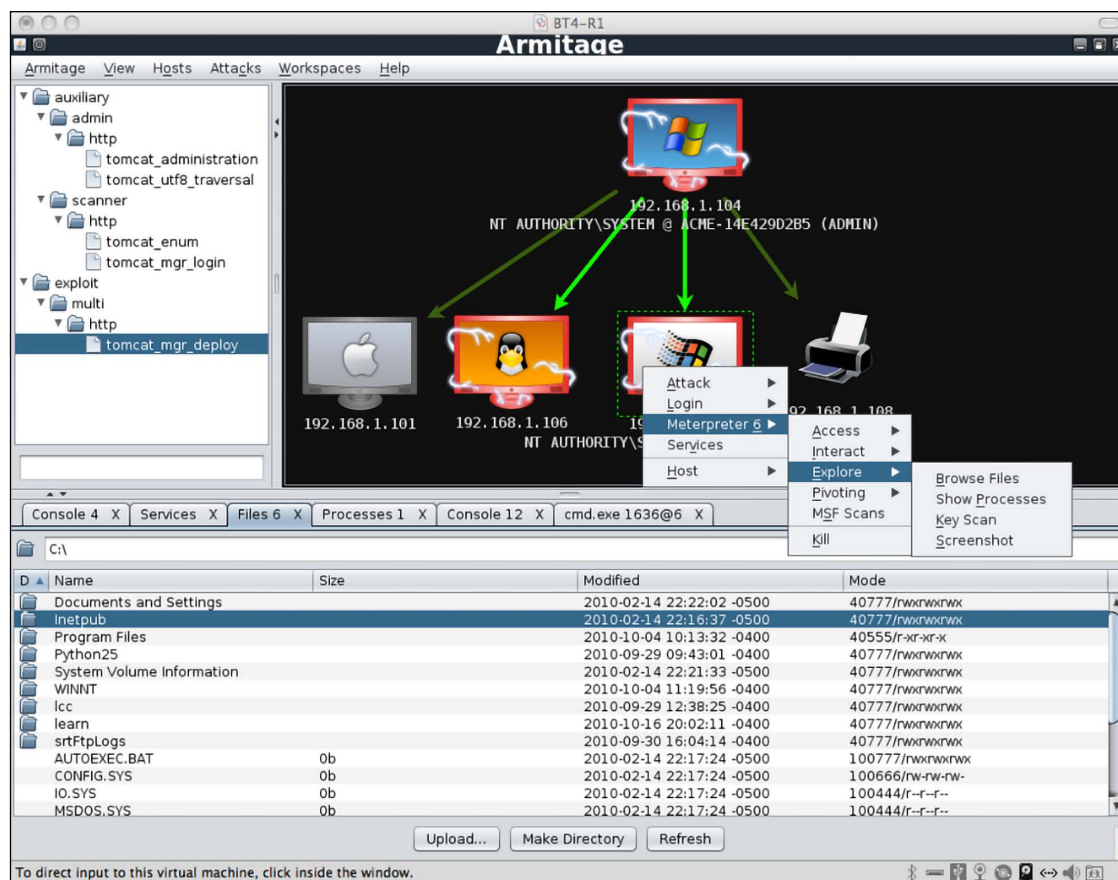 BT4-R1
Armitage
Armitage View Hosts Attacks Workspaces Help
auxiliary
admin
http
tomcat_administration
tomcat_utf8_traversal
scanner
http
tomcat_enum
tomcat_mgr_login
exploit
multi
http
tomcat_mgr_deploy
192.168.1.104
NT AUTHORITY\SYSTEM @ ACME-14E429D2B5 (ADMIN)
192.168.1.101
192.168.1.106
NT AUTHORITY\S
Attack
Login
Meterpreter 6
Services
Host
Access
Interact
Explore
Pivoting
MSF Scans
Kill
Browse Files
Show Processes
Key Scan
Screenshot
Console 4 X Services X Files 6 X Processes 1 X Console 12 X cmd.exe 1636@6 X
C:\
D Name Size Modified Mode
Documents and Settings 2010-02-14 22:22:02 -0500 40777/rwxrwxrwx
Inetpub 2010-02-14 22:16:37 -0500 40777/rwxrwxrwx
Program Files 2010-10-04 10:13:32 -0400 40555/r-xr-xr-x
Python25 2010-09-29 09:43:01 -0400 40777/rwxrwxrwx
System Volume Information 2010-02-14 22:21:33 -0500 40777/rwxrwxrwx
WINNT 2010-10-04 11:19:56 -0400 40777/rwxrwxrwx
lcc 2010-09-29 12:38:25 -0400 40777/rwxrwxrwx
learn 2010-10-16 20:02:11 -0400 40777/rwxrwxrwx
srtFtpLogs 2010-09-30 16:04:14 -0400 40777/rwxrwxrwx
AUTOEXEC.BAT 0b 2010-02-14 22:17:24 -0500 100777/rwxrwxrwx
CONFIG.SYS 0b 2010-02-14 22:17:24 -0500 100666/rw-rw-rw-
IO.SYS 0b 2010-02-14 22:17:24 -0500 100444/r--r--r--
MSDOS.SYS 0b 2010-02-14 22:17:24 -0500 100444/r--r--r--
Upload... Make Directory Refresh
To direct input to this virtual machine, click inside the window.